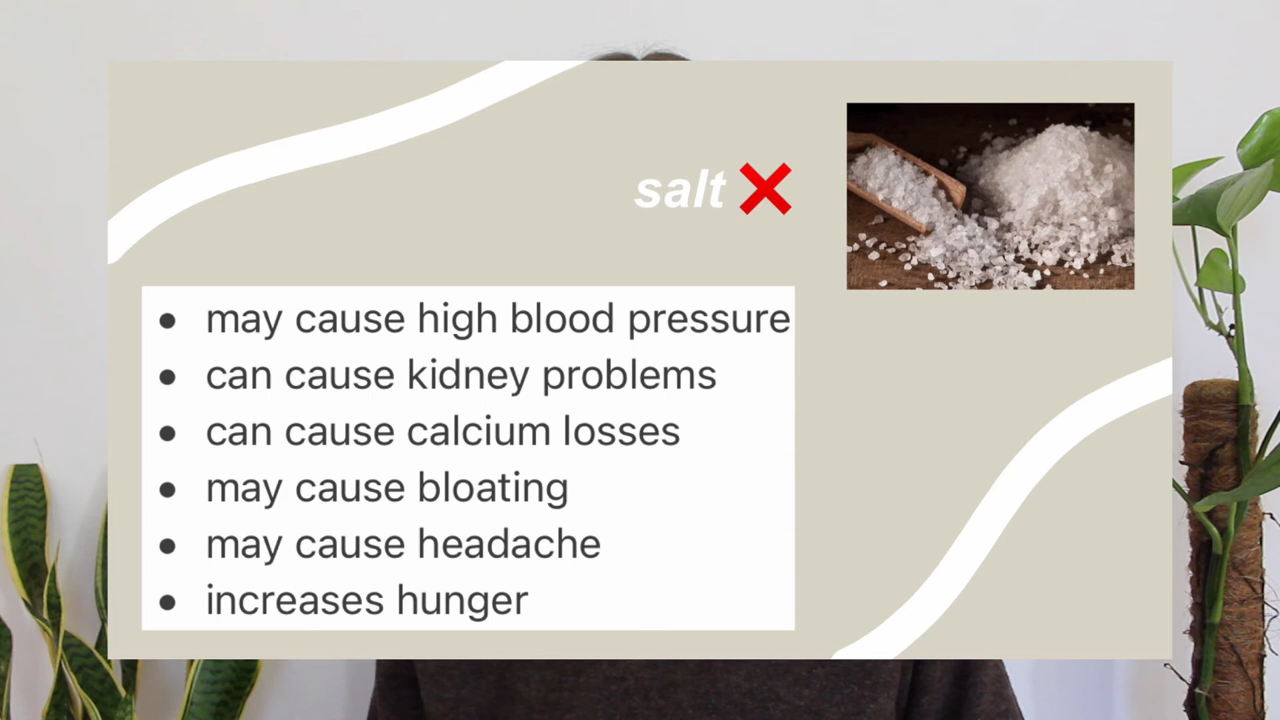 salt ❌
• may cause high blood pressure
• can cause kidney problems
• can cause calcium losses
• may cause bloating
• may cause headache
• increases hunger